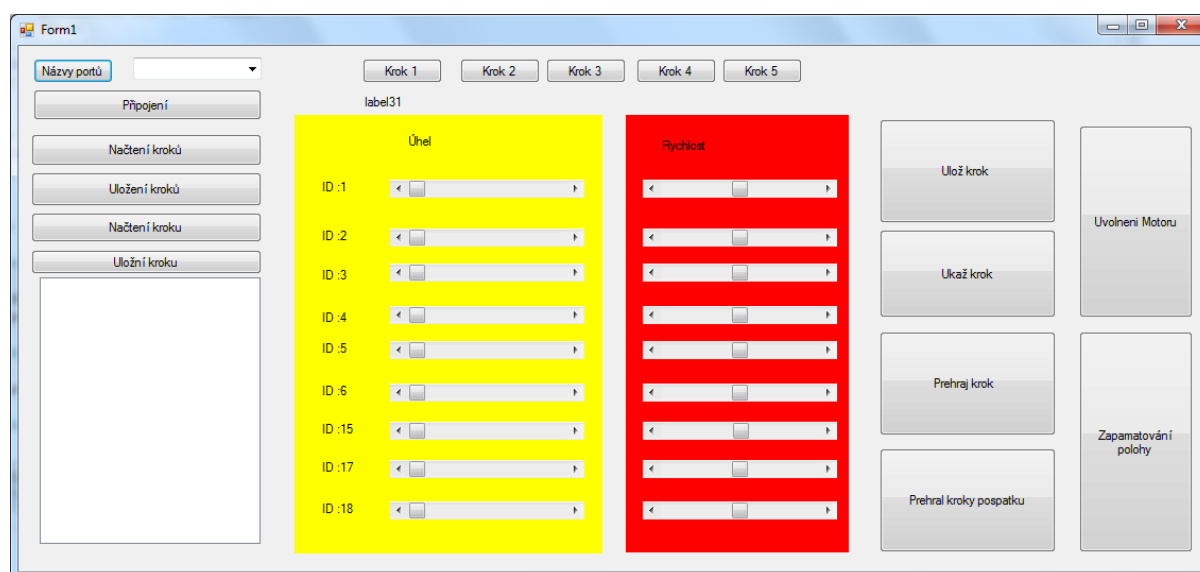 Form1
Názvy portů
Krok 1 Krok 2 Krok 3 Krok 4 Krok 5
Připojení
label31
Načtení kroků
Uložení kroků
Načtení kroku
Uložní kroku
Úhel
ID :1
ID :2
ID :3
ID :4
ID :5
ID :6
ID :15
ID :17
ID :18
Rychlost
Ulož krok
Ukaž krok
Prehraj krok
Prehral kroky pospatku
Uvolneni Motoru
Zapamatování
polohy